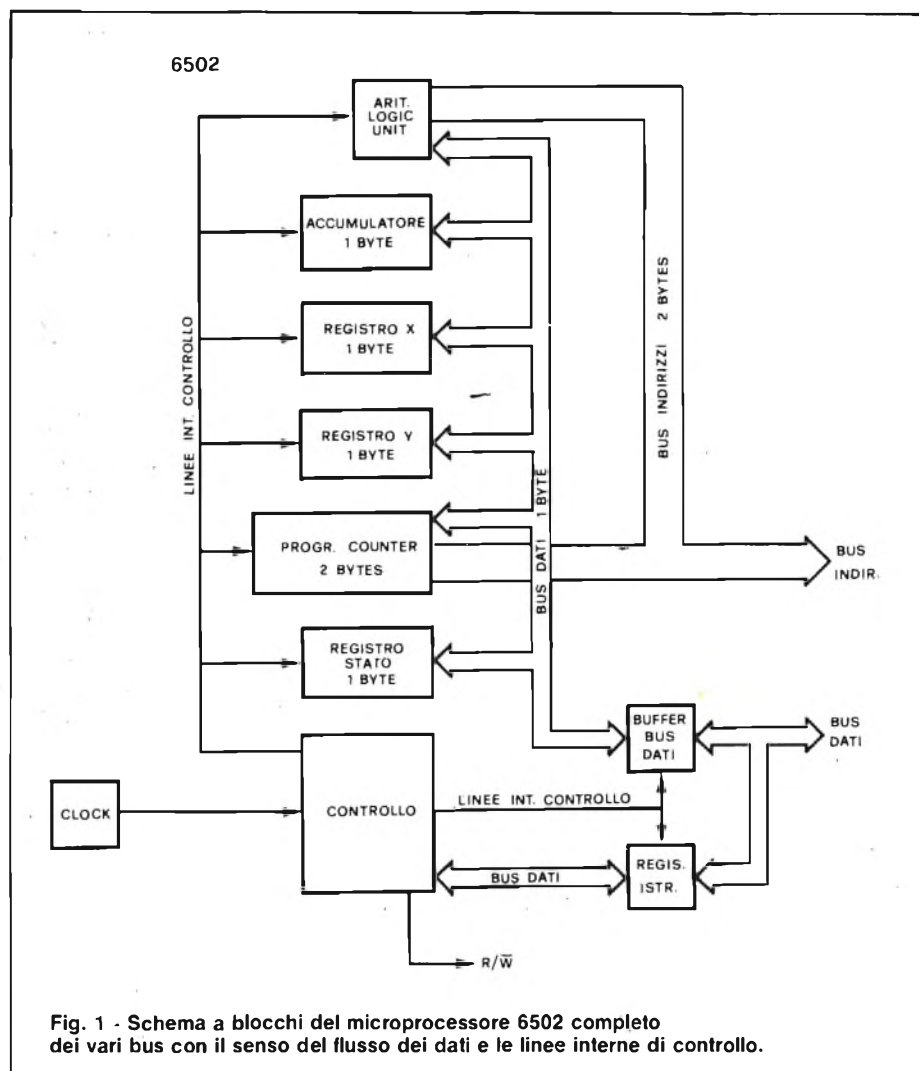 6502
ARIT.
LOGIC
UNIT
ACCUMULATORE
1 BYTE
REGISTRO X
1 BYTE
REGISTRO Y
1 BYTE
PROGR. COUNTER
2 BYTES
REGISTRO
STATO
1 BYTE
LINEE INT. CONTROLLO
BUS DATI 1 BYTE
BUS INDIRIZZI 2 BYTES
BUS
INDIR.
BUFFER
BUS
DATI
BUS
DATI
CLOCK
CONTROLLO
LINEE INT. CONTROLLO
BUS DATI
REGIS.
ISTR.
R/W̅
Fig. 1 - Schema a blocchi del microprocessore 6502 completo
dei vari bus con il senso del flusso dei dati e le linee interne di controllo.